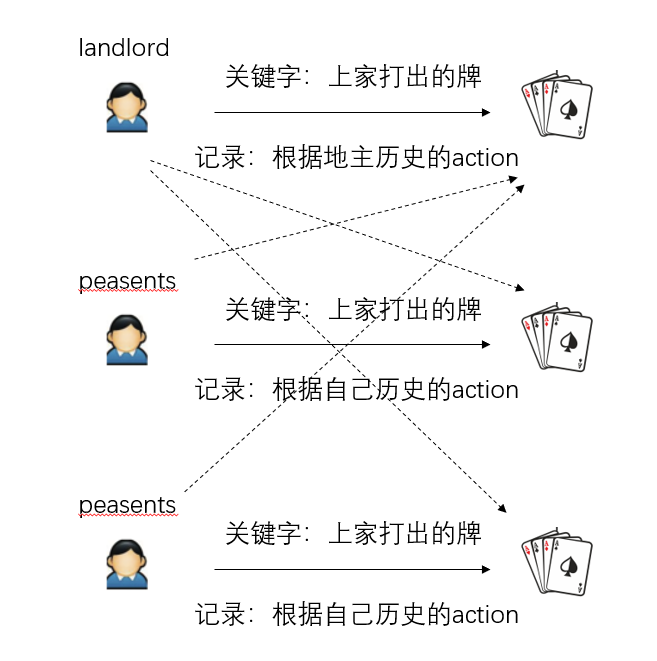 landlord
关键字：上家打出的牌
记录：根据地主历史的action
peasents
关键字：上家打出的牌
记录：根据自己历史的action
peasents
关键字：上家打出的牌
记录：根据自己历史的action